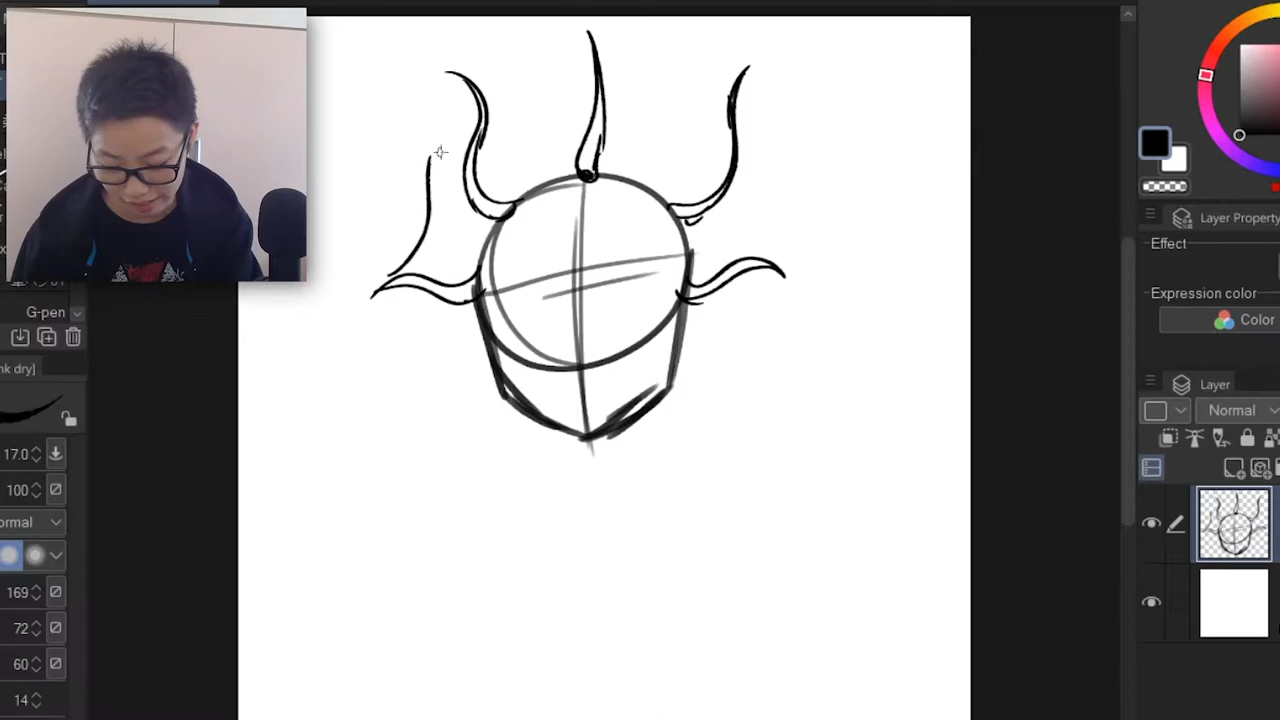 G-pen
nk dry]
17.0
100
ormal
169
72
60
14
Layer Property
Effect
Expression color
Color
Layer
Normal